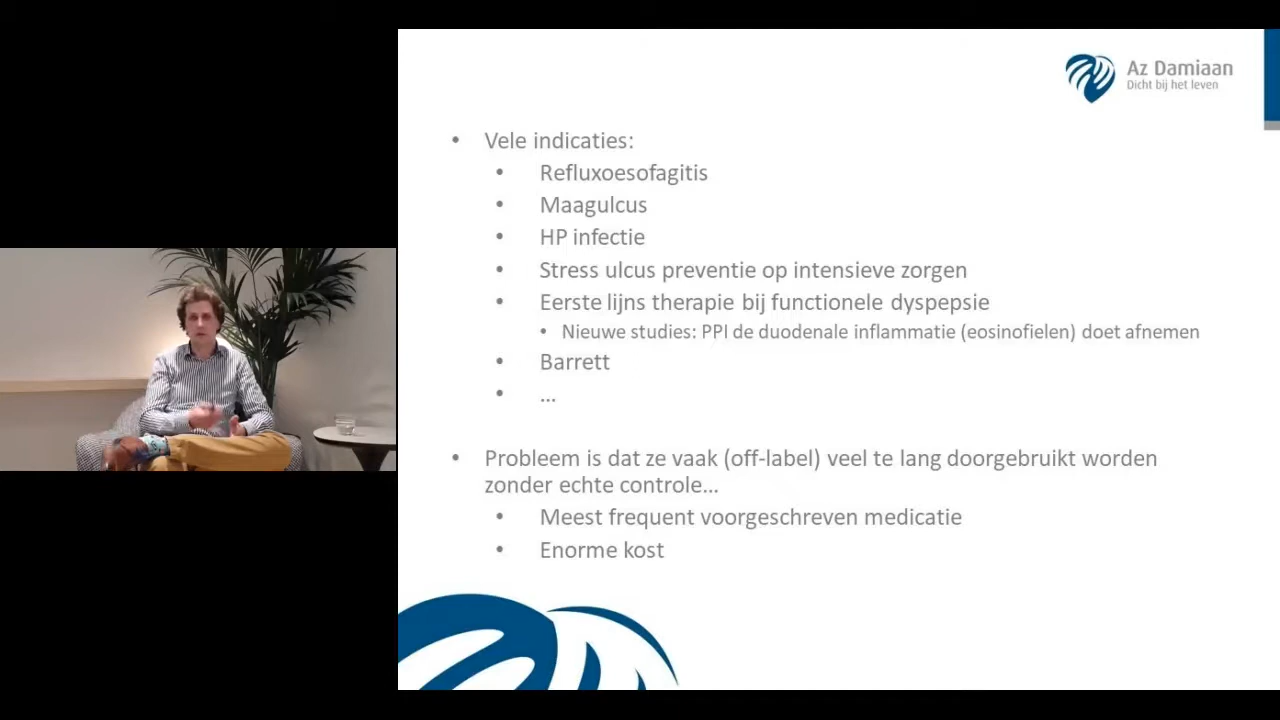 Az Damiaan
Dicht bij het leven
• Vele indicaties:
• Refluxoesofagitis
• Maagulcus
• HP infectie
• Stress ulcus preventie op intensieve zorgen
• Eerste lijns therapie bij functionele dyspepsie
• Nieuwe studies: PPI de duodenale inflammatie (eosinofielen) doet afnemen
• Barrett
• ...
• Probleem is dat ze vaak (off-label) veel te lang doorgebruikt worden
zonder echte controle...
• Meest frequent voorgeschreven medicatie
• Enorme kost